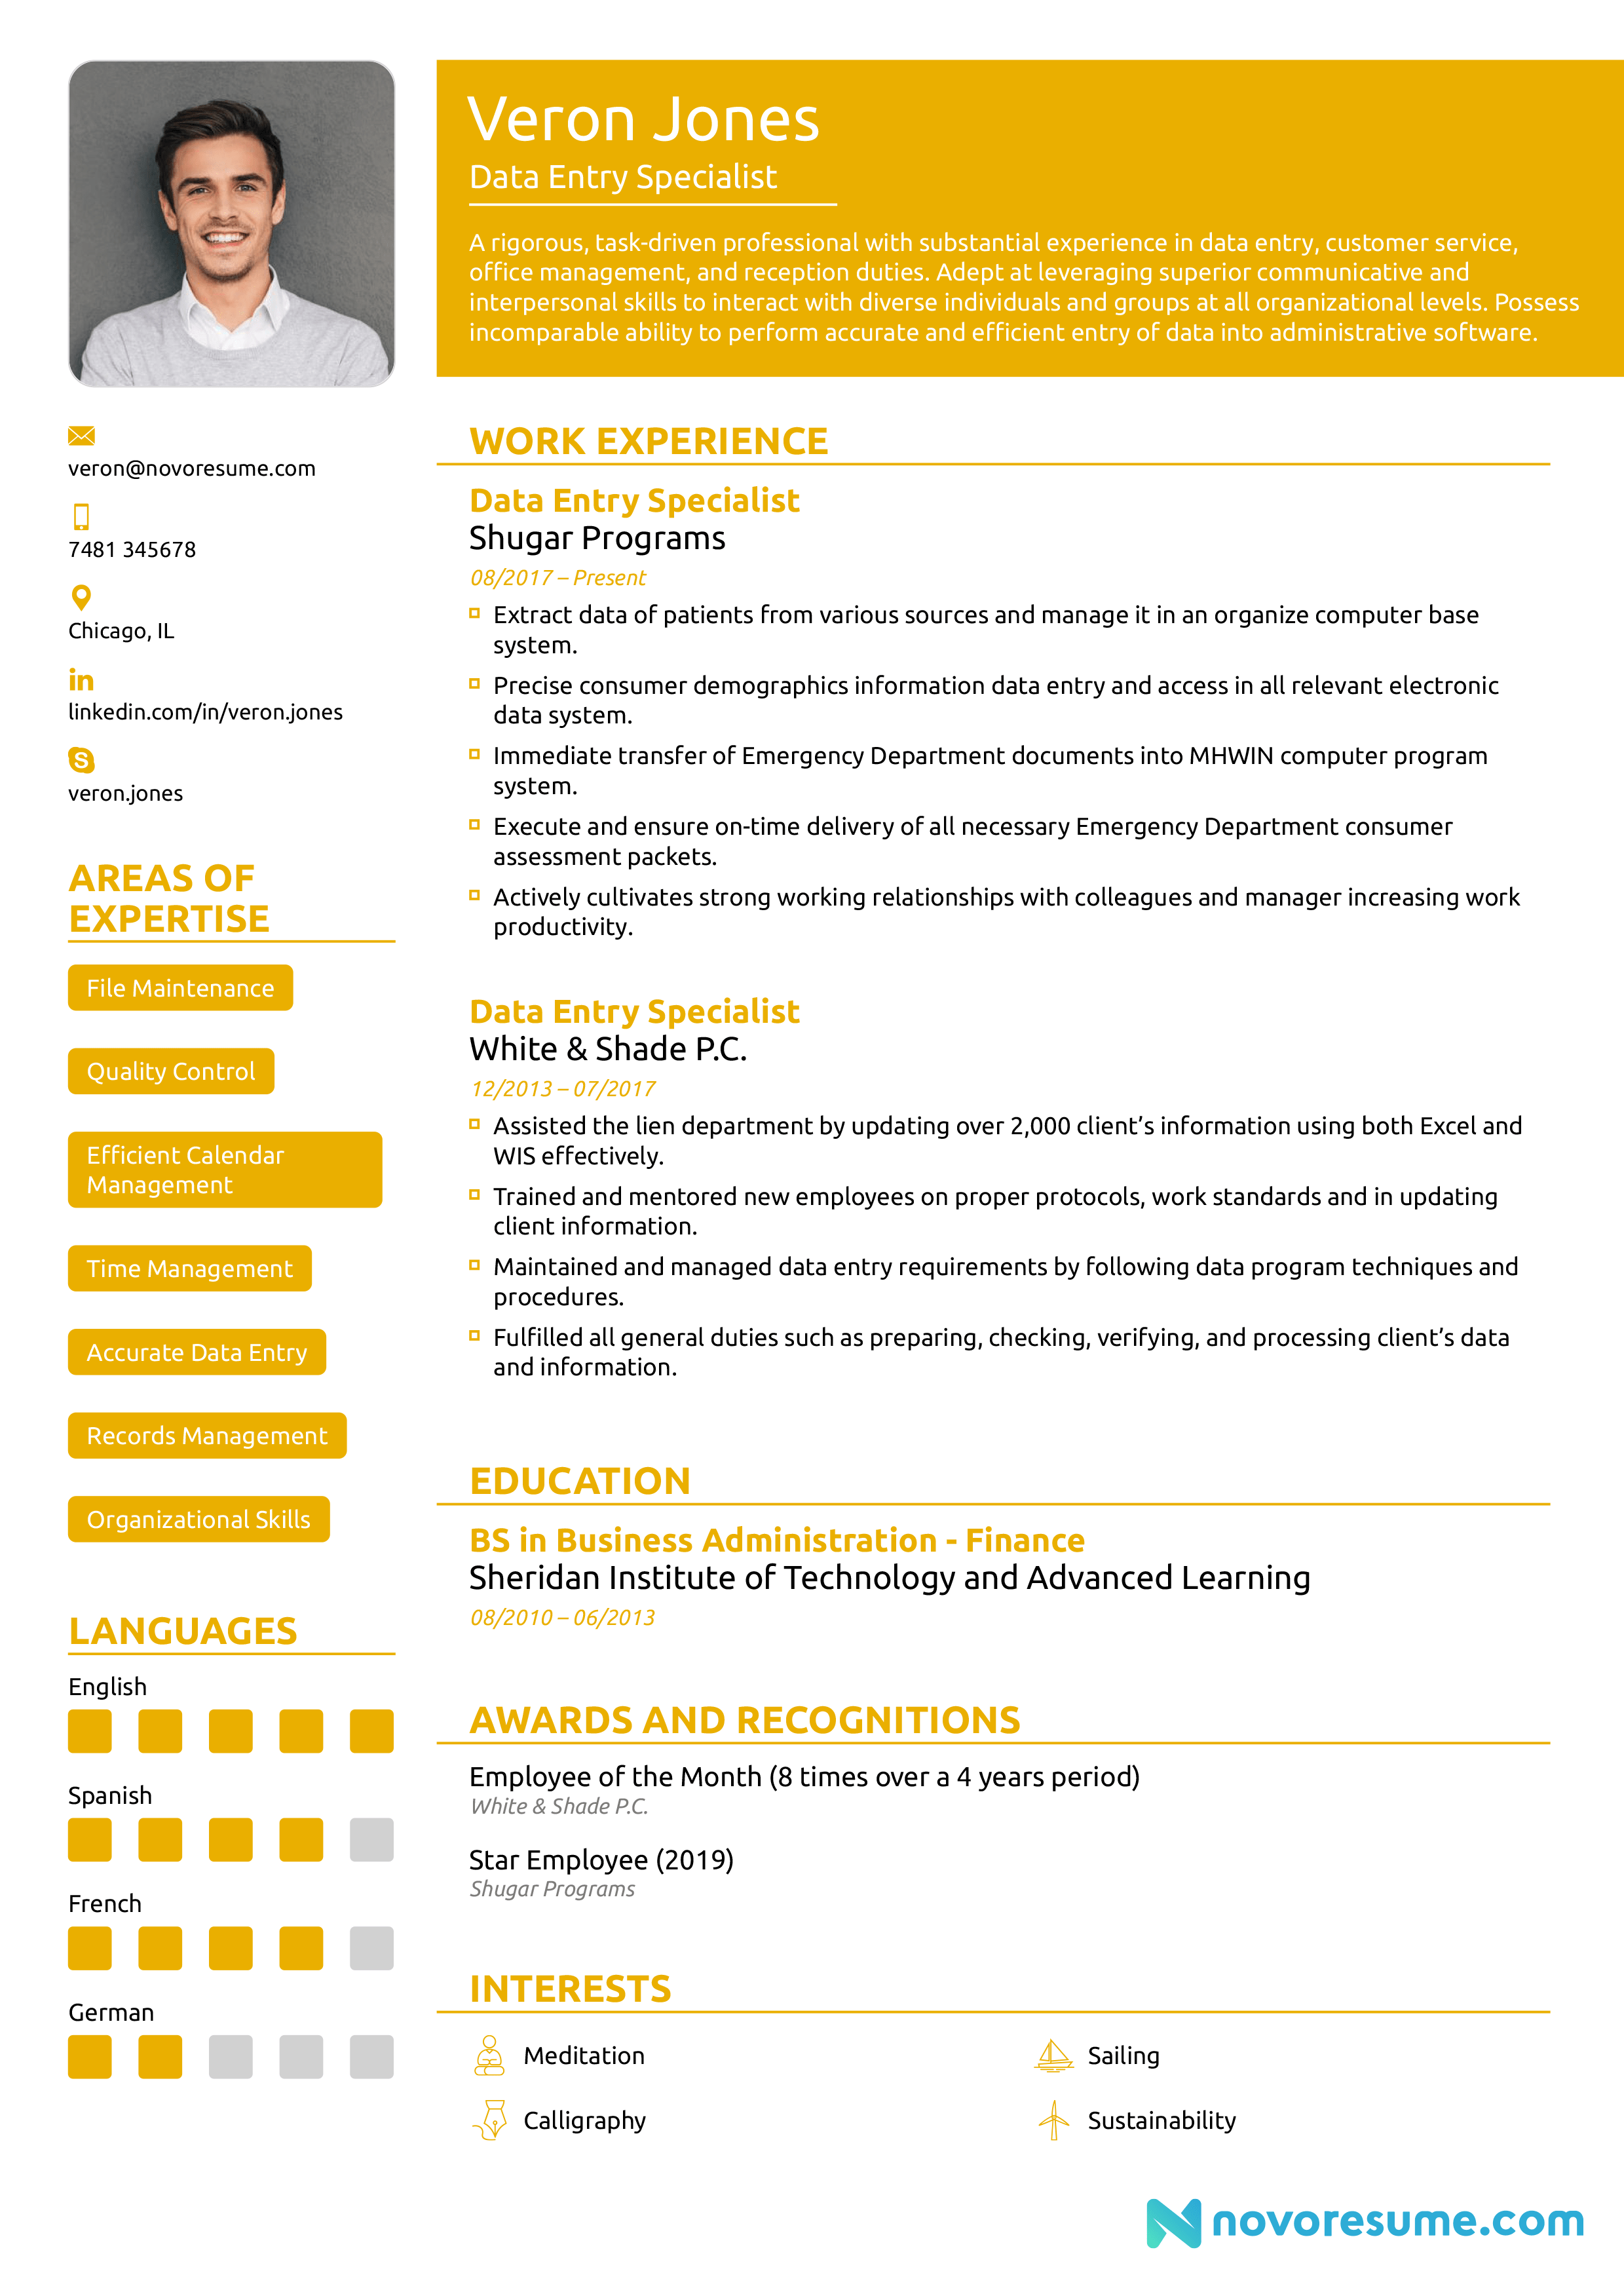 Veron Jones
Data Entry Specialist
A rigorous, task-driven professional with substantial experience in data entry, customer service,
office management, and reception duties. Adept at leveraging superior communicative and
interpersonal skills to interact with diverse individuals and groups at all organizational levels. Possess
incomparable ability to perform accurate and efficient entry of data into administrative software.
veron@novoresume.com
7481 345678
Chicago, IL
in
linkedin.com/in/veron.jones
S
veron.jones
AREAS OF
EXPERTISE
File Maintenance
Quality Control
Efficient Calendar
Management
Time Management
Accurate Data Entry
Records Management
Organizational Skills
LANGUAGES
English
Spanish
French
German
WORK EXPERIENCE
Data Entry Specialist
Shugar Programs
08/2017 – Present
Extract data of patients from various sources and manage it in an organize computer base
system.
Precise consumer demographics information data entry and access in all relevant electronic
data system.
Immediate transfer of Emergency Department documents into MHWIN computer program
system.
Execute and ensure on-time delivery of all necessary Emergency Department consumer
assessment packets.
Actively cultivates strong working relationships with colleagues and manager increasing work
productivity.
Data Entry Specialist
White & Shade P.C.
12/2013 – 07/2017
Assisted the lien department by updating over 2,000 client’s information using both Excel and
WIS effectively.
Trained and mentored new employees on proper protocols, work standards and in updating
client information.
Maintained and managed data entry requirements by following data program techniques and
procedures.
Fulfilled all general duties such as preparing, checking, verifying, and processing client’s data
and information.
EDUCATION
BS in Business Administration - Finance
Sheridan Institute of Technology and Advanced Learning
08/2010 – 06/2013
AWARDS AND RECOGNITIONS
Employee of the Month (8 times over a 4 years period)
White & Shade P.C.
Star Employee (2019)
Shugar Programs
INTERESTS
Meditation
Sailing
Calligraphy
Sustainability
novoresume.com